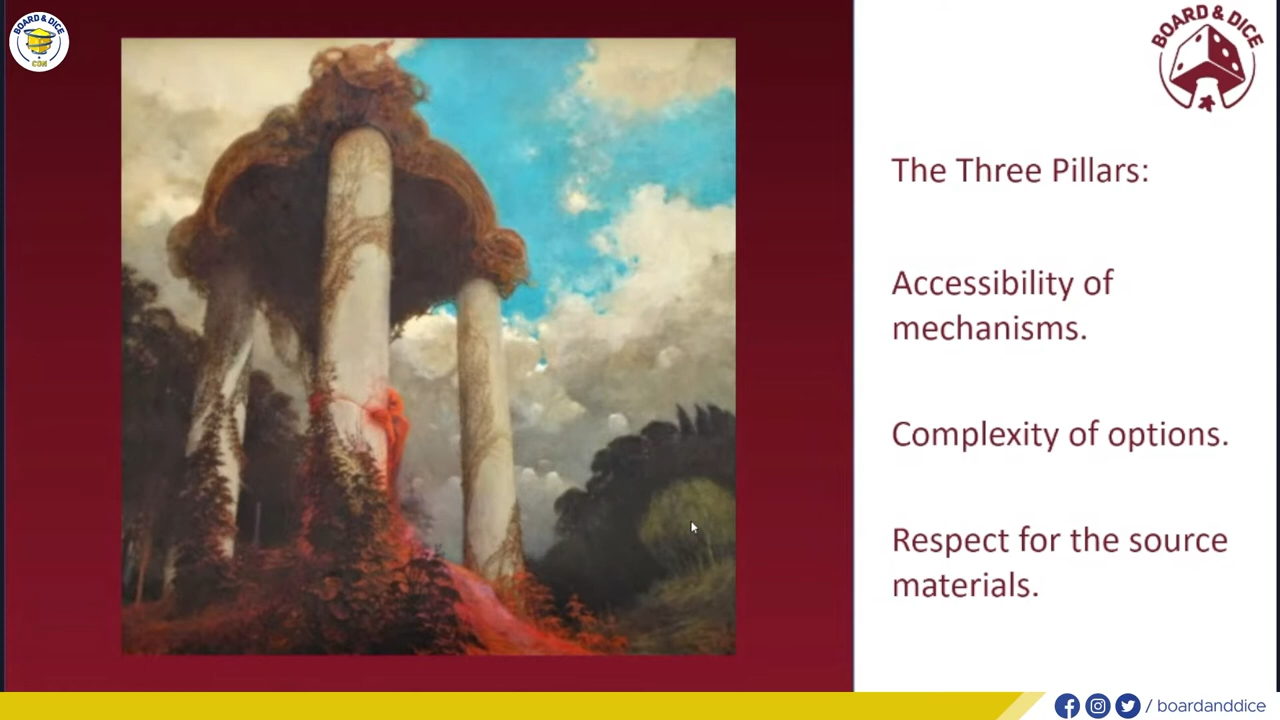 BOARD & DICE
CON
BOARD & DICE
The Three Pillars:
Accessibility of
mechanisms.
Complexity of options.
Respect for the source
materials.
/ boardanddice